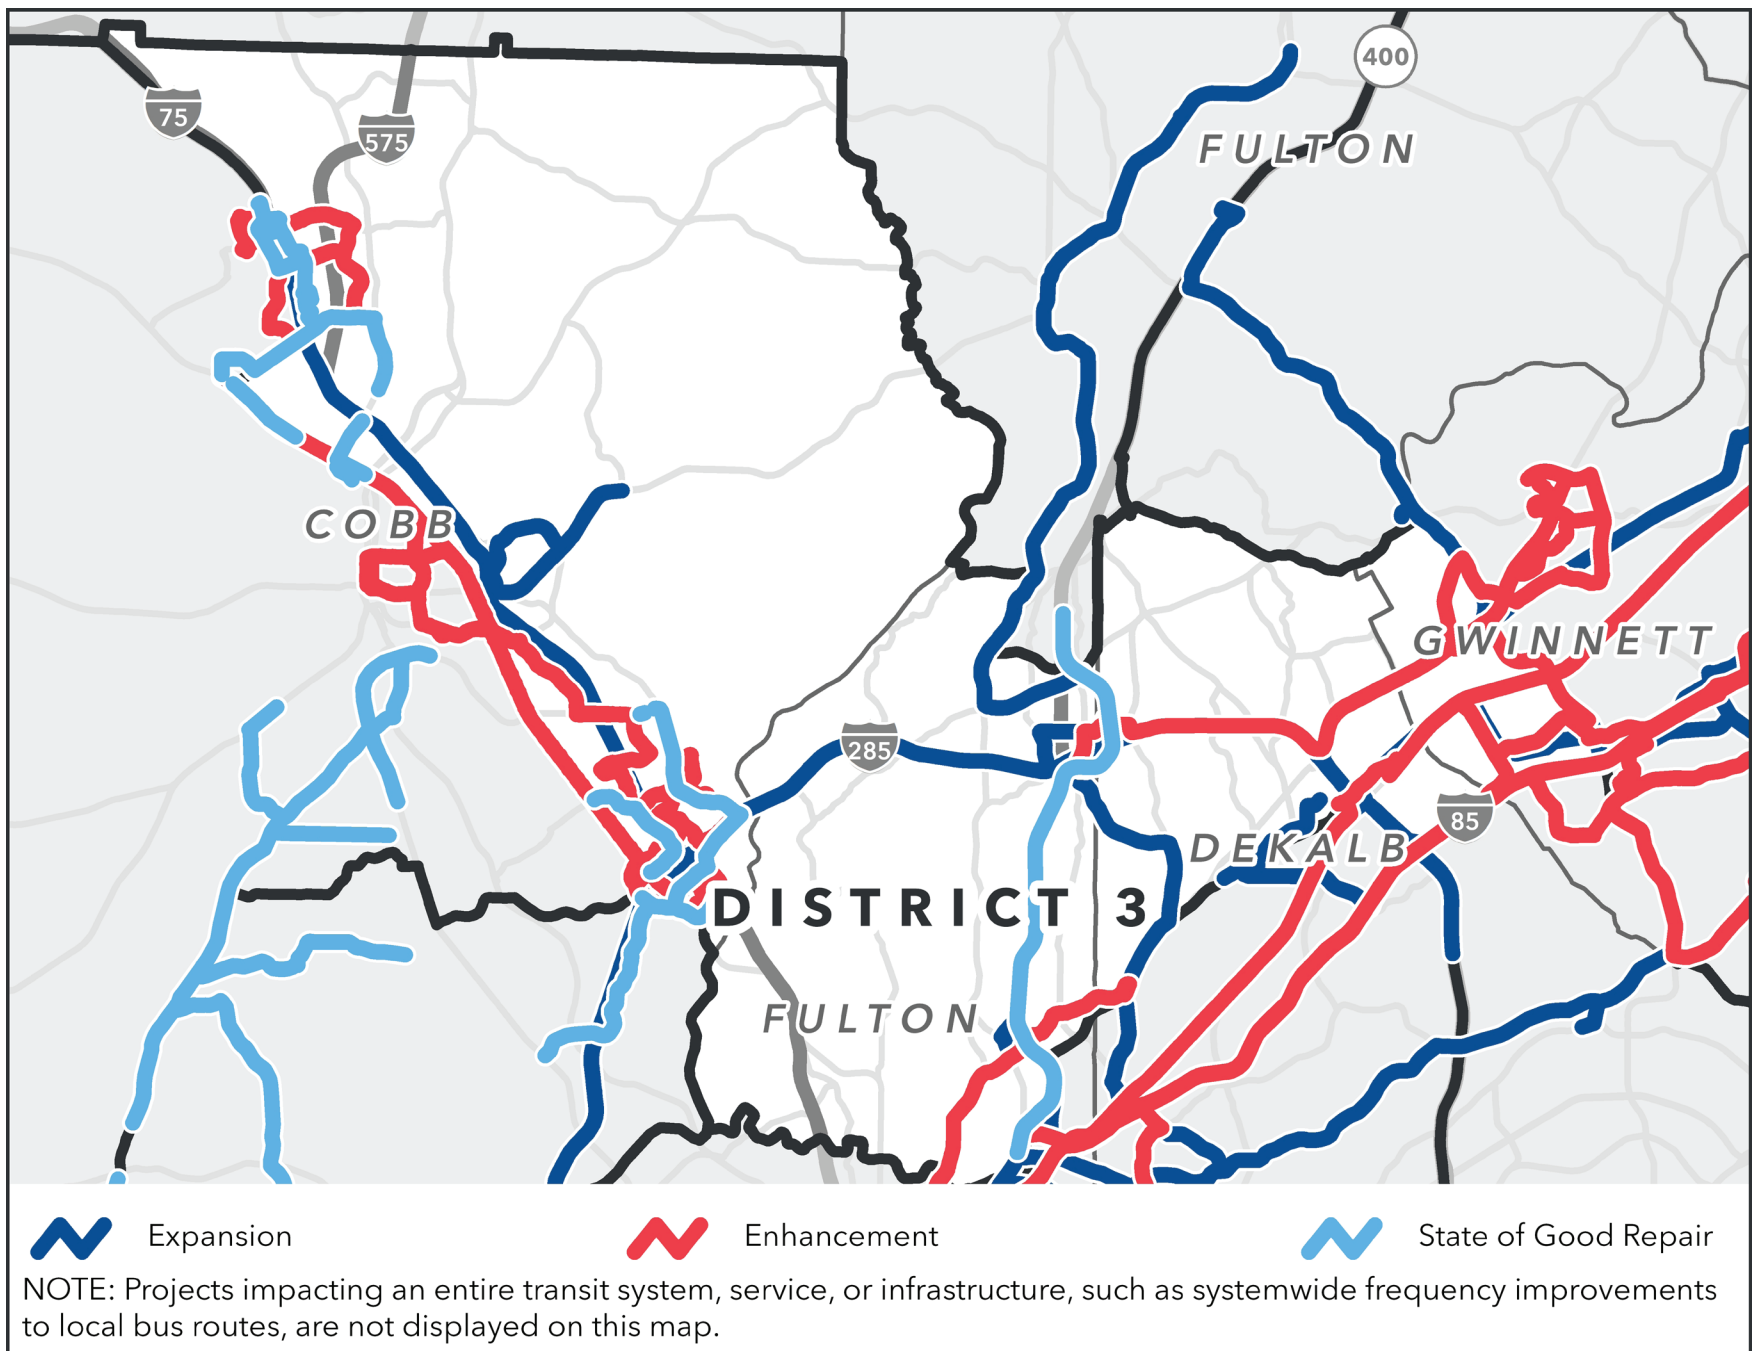 400
FULTON
75
575
COBB
GWINNETT
285
DEKALB
85
DISTRICT 3
FULTON
Expansion
Enhancement
State of Good Repair
NOTE: Projects impacting an entire transit system, service, or infrastructure, such as systemwide frequency improvements
to local bus routes, are not displayed on this map.